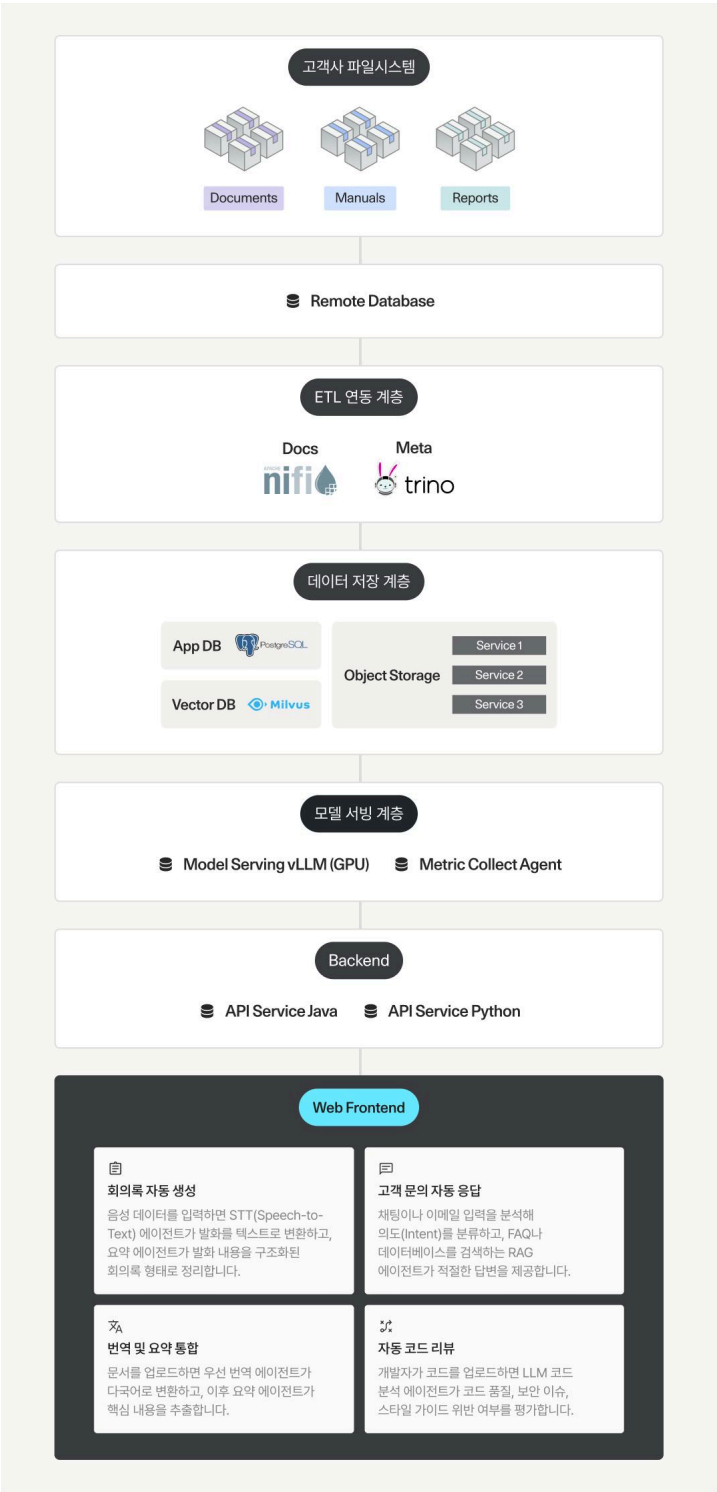 고객사 파일시스템
Documents
Manuals
Reports
Remote Database
ETL 연동 계층
Docs
Meta
nifi
trino
데이터 저장 계층
App DB
PostgreSQL
Vector DB
Milvus
Object Storage
Service 1
Service 2
Service 3
모델 서빙 계층
Model Serving vLLM (GPU)
Metric Collect Agent
Backend
API Service Java
API Service Python
Web Frontend
회의록 자동 생성
음성 데이터를 입력하면 STT(Speech-to-
Text) 에이전트가 발화를 텍스트로 변환하고,
요약 에이전트가 발화 내용을 구조화된
회의록 형태로 정리합니다.
고객 문의 자동 응답
채팅이나 이메일 입력을 분석해
의도(Intent)를 분류하고, FAQ나
데이터베이스를 검색하는 RAG
에이전트가 적절한 답변을 제공합니다.
번역 및 요약 통합
문서를 업로드하면 우선 번역 에이전트가
다국어로 변환하고, 이후 요약 에이전트가
핵심 내용을 추출합니다.
자동 코드 리뷰
개발자가 코드를 업로드하면 LLM 코드
분석 에이전트가 코드 품질, 보안 이슈,
스타일 가이드 위반 여부를 평가합니다.